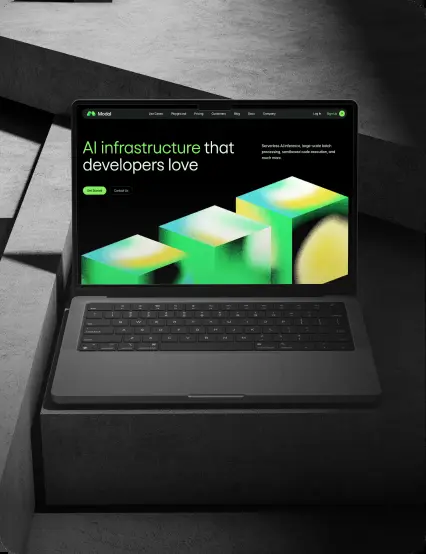 Modal
Use Cases Playground Pricing Customers Blog Docs Company
Log In Sign Up
AI infrastructure that
developers love
Serverless AI inference, large-scale batch
processing, sandboxed code execution, and
much more.
Get Started Contact Us